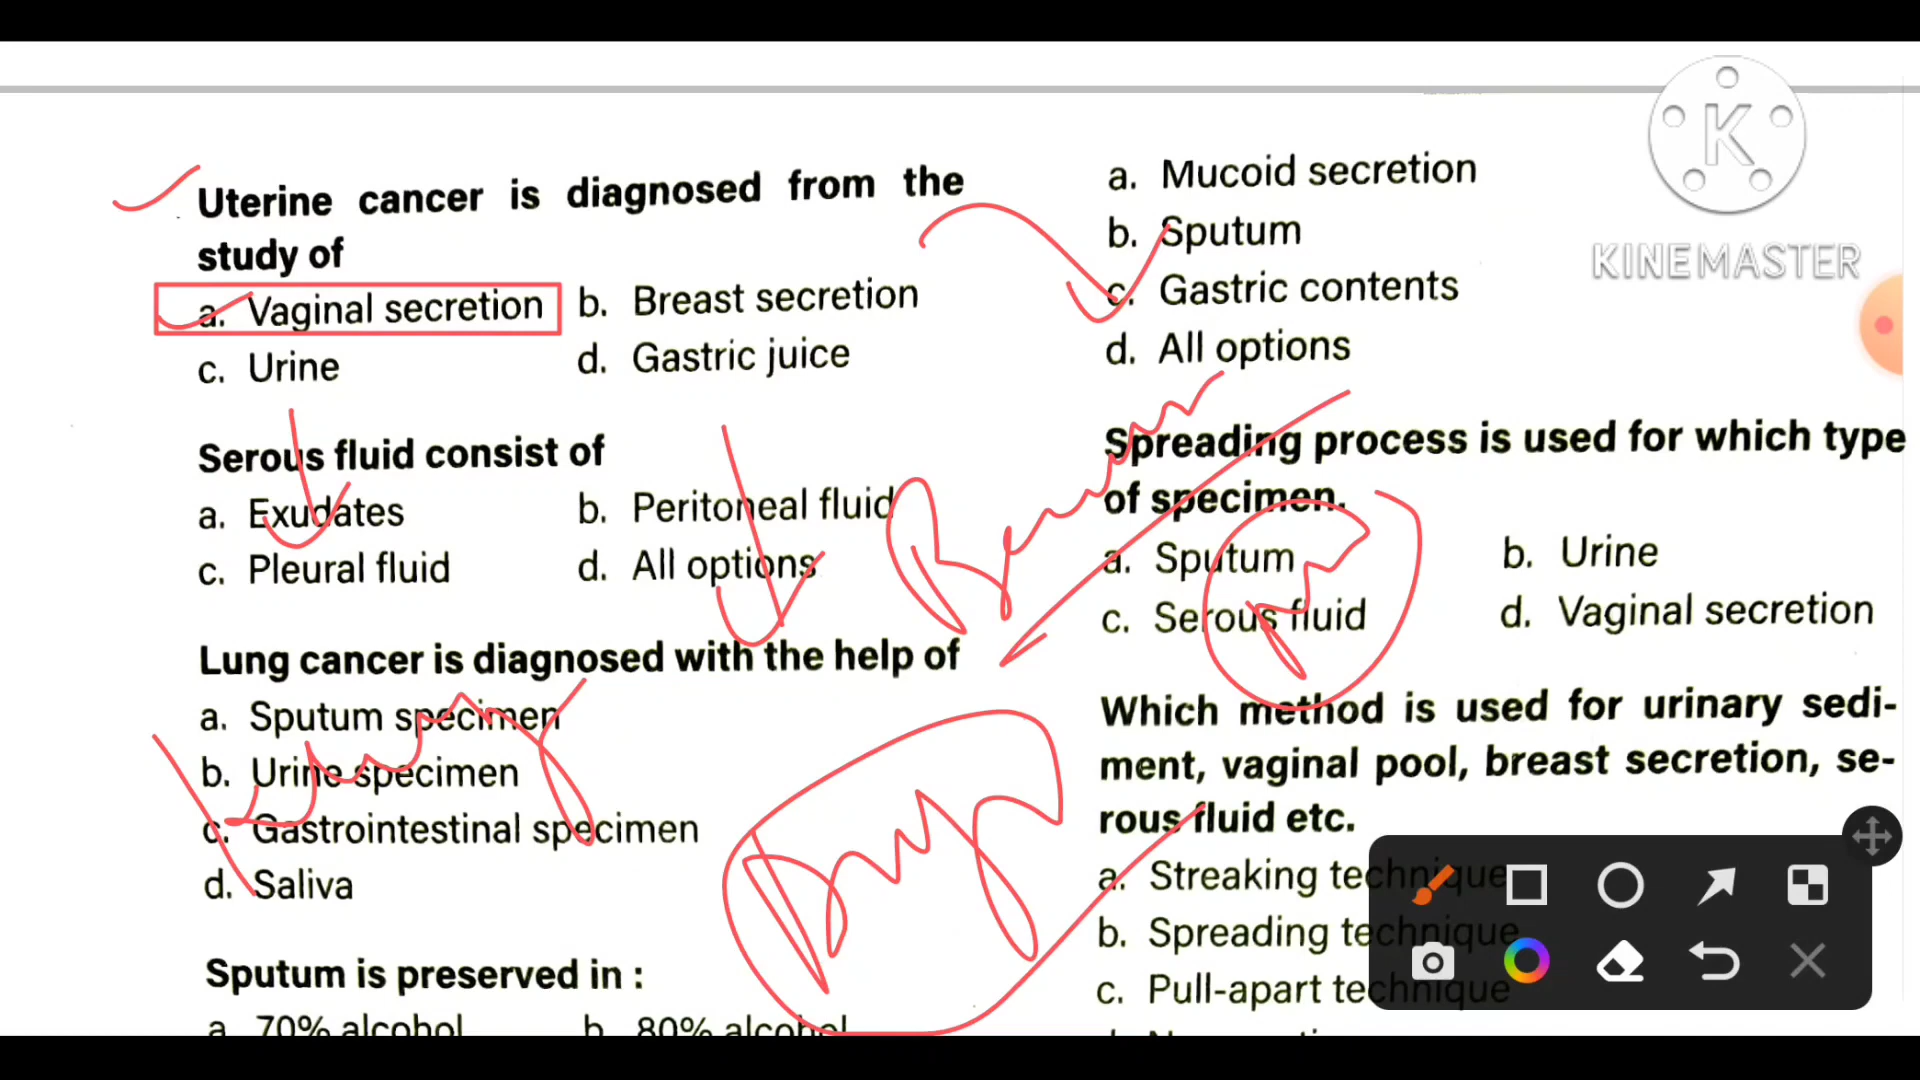 Uterine cancer is diagnosed from the
study of
a. Vaginal secretion b. Breast secretion
c. Urine d. Gastric juice
Serous fluid consist of
a. Exudates b. Peritoneal fluid
c. Pleural fluid d. All options
Lung cancer is diagnosed with the help of
a. Sputum specimen
b. Urine specimen
c. Gastrointestinal specimen
d. Saliva
Sputum is preserved in :
a. 70% alcohol b. 80% alcohol
a. Mucoid secretion
b. Sputum
c. Gastric contents
d. All options
Spreading process is used for which type
of specimen.
a. Sputum b. Urine
c. Serous fluid d. Vaginal secretion
Which method is used for urinary sedi-
ment, vaginal pool, breast secretion, se-
rous fluid etc.
a. Streaking technique
b. Spreading technique
c. Pull-apart technique
K
KINEMASTER